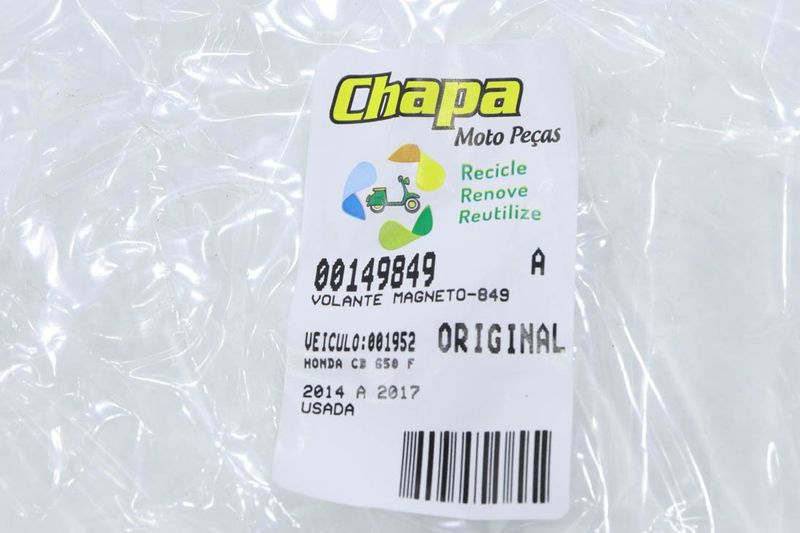 Chapa
Moto Peças
Recicle
Renove
Reutilize
00149849 A
VOLANTE MAGNETO-849
VEICULO:001952 ORIGINAL
HONDA CB 650 F
2014 A 2017
USADA